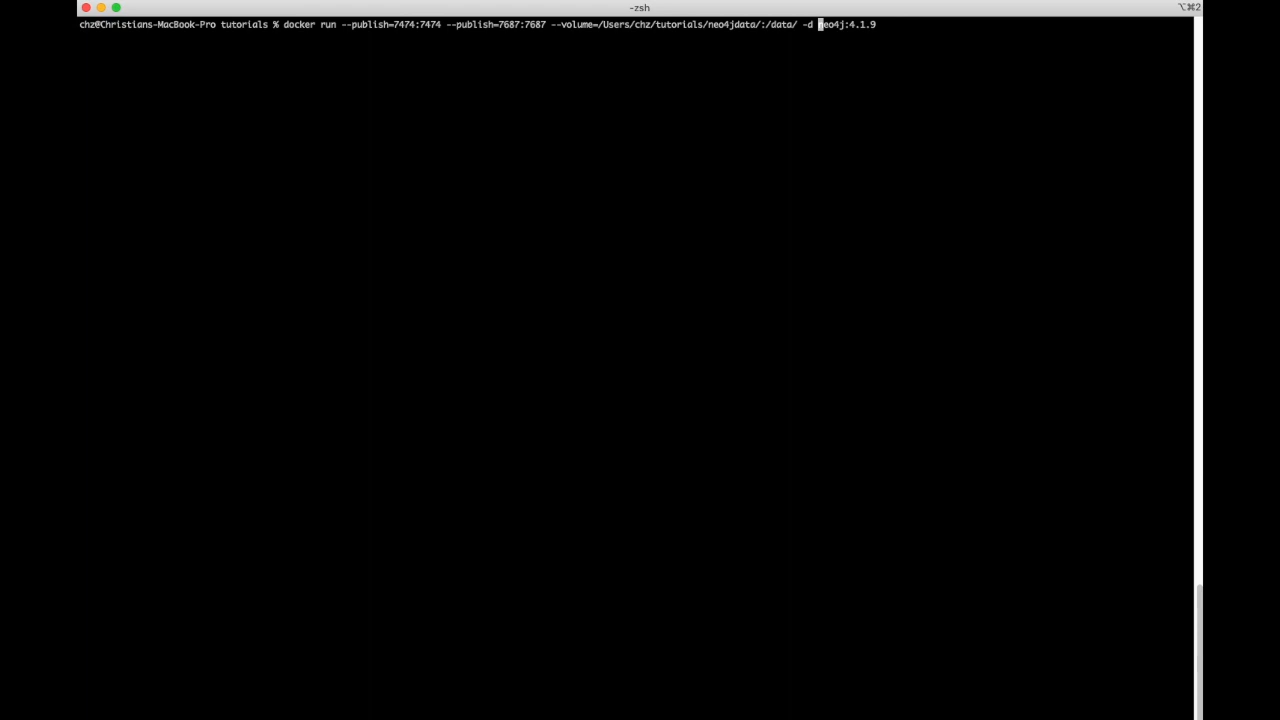 -zsh
⌥⌘2
chz@Christians-MacBook-Pro tutorials % docker run --publish=7474:7474 --publish=7687:7687 --volume=/Users/chz/tutorials/neo4jdata/:/data/ -d neo4j:4.1.9